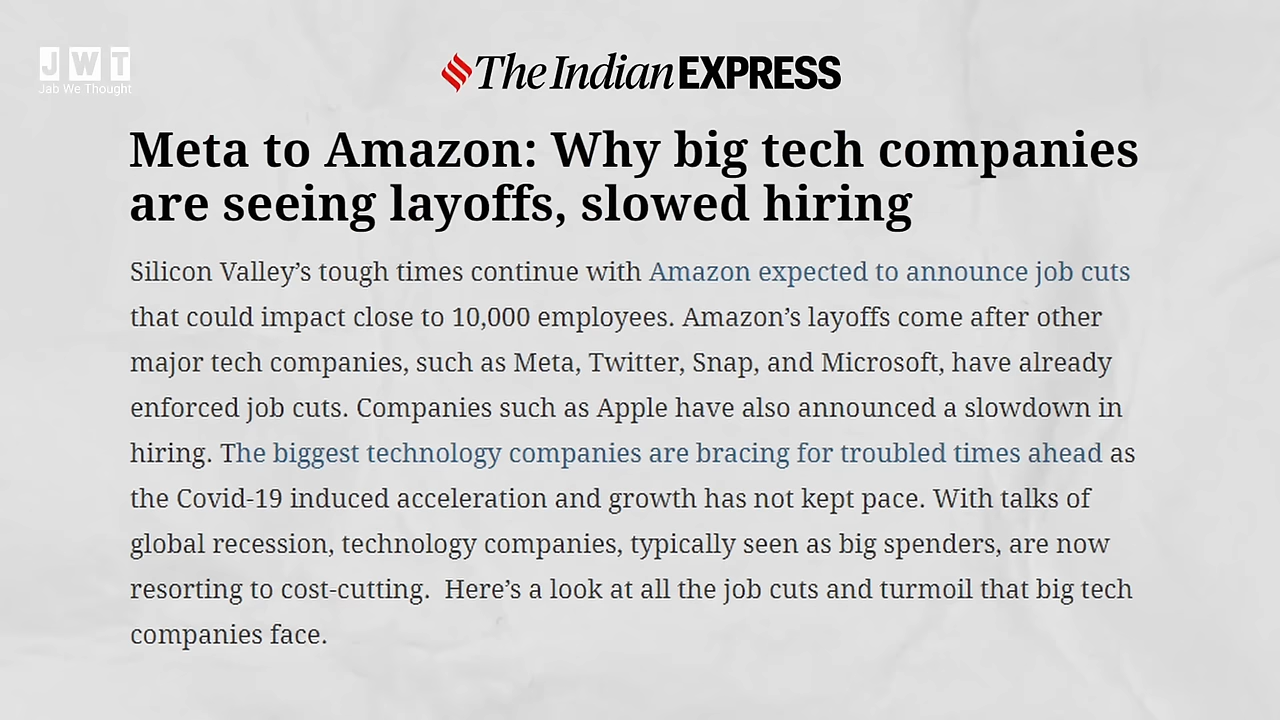 JWT
Jab We Thought
The Indian EXPRESS
Meta to Amazon: Why big tech companies
are seeing layoffs, slowed hiring
Silicon Valley’s tough times continue with Amazon expected to announce job cuts
that could impact close to 10,000 employees. Amazon’s layoffs come after other
major tech companies, such as Meta, Twitter, Snap, and Microsoft, have already
enforced job cuts. Companies such as Apple have also announced a slowdown in
hiring. The biggest technology companies are bracing for troubled times ahead as
the Covid-19 induced acceleration and growth has not kept pace. With talks of
global recession, technology companies, typically seen as big spenders, are now
resorting to cost-cutting.  Here’s a look at all the job cuts and turmoil that big tech
companies face.